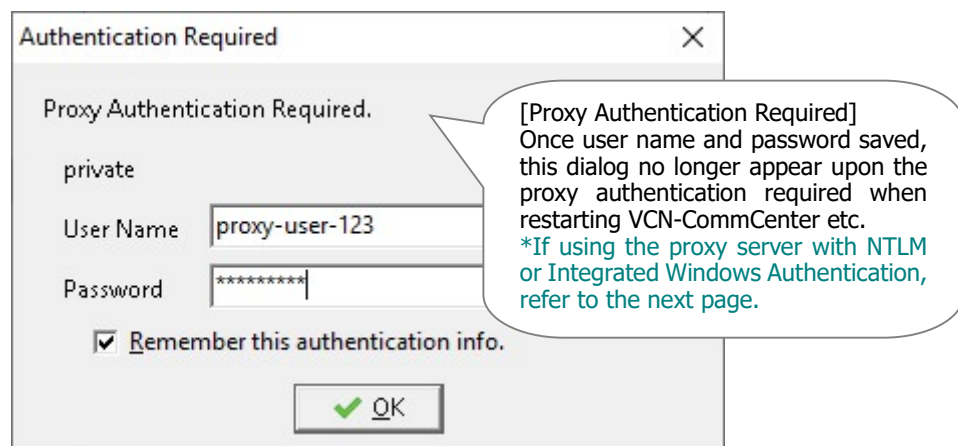 Authentication Required
Proxy Authentication Required.
private
User Name proxy-user-123
Password *********
Remember this authentication info.
OK
[Proxy Authentication Required]
Once user name and password saved,
this dialog no longer appear upon the
proxy authentication required when
restarting VCN-CommCenter etc.
*If using the proxy server with NTLM
or Integrated Windows Authentication,
refer to the next page.